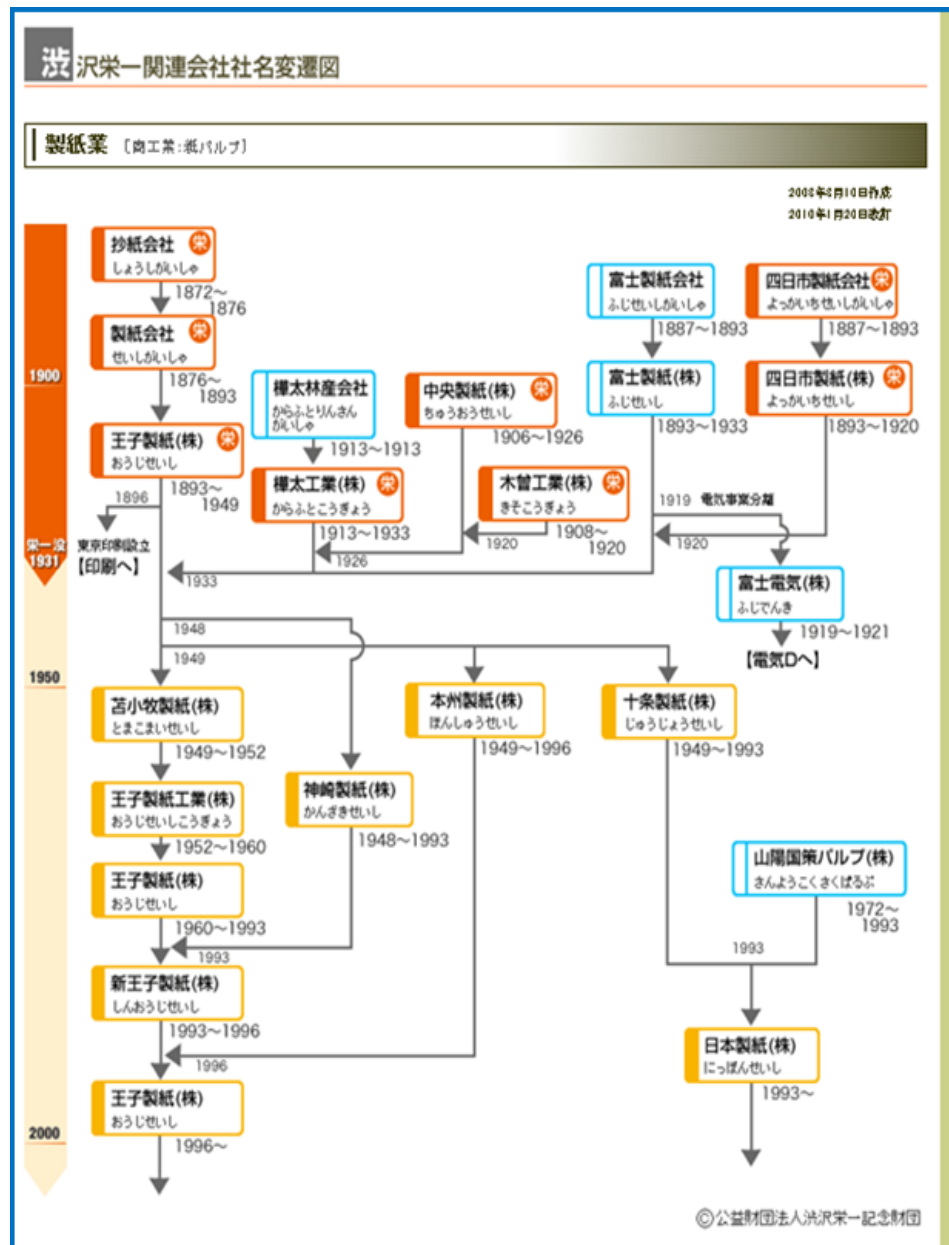 渋沢栄一関連会社社名変遷図
製紙業 [商工業:紙パルプ]
2008年8月10日作成
2010年1月20日改訂
1900
栄一没
1931
1950
2000
抄紙会社 栄
しょうしがいしゃ
1872~
1876
製紙会社 栄
せいしがいしゃ
1876~
1893
王子製紙(株) 栄
おうじせいし
1893~
1949
1896
東京印刷設立
【印刷へ】
樺太林産会社
からふとりんさん
がいしゃ
1913~1913
樺太工業(株) 栄
からふとこうぎょう
1913~1933
中央製紙(株) 栄
ちゅうおうせいし
1906~1926
木曽工業(株) 栄
きそこうぎょう
1908~
1920
1920
1926
1933
富士製紙会社
ふじせいしがいしゃ
1887~1893
富士製紙(株)
ふじせいし
1893~1933
四日市製紙会社 栄
よっかいちせいしがいしゃ
1887~1893
四日市製紙(株) 栄
よっかいちせいし
1893~1920
1919 電気事業分離
1920
富士電気(株)
ふじでんき
1919~1921
【電気Dへ】
1948
1949
苫小牧製紙(株)
とまこまいせいし
1949~1952
王子製紙工業(株)
おうじせいしこうぎょう
1952~1960
王子製紙(株)
おうじせいし
1960~1993
神崎製紙(株)
かんざきせいし
1948~1993
1993
本州製紙(株)
ほんしゅうせいし
1949~1996
十条製紙(株)
じゅうじょうせいし
1949~1993
山陽国策パルプ(株)
さんようこくさくぱるぷ
1972~
1993
1993
新王子製紙(株)
しんおうじせいし
1993~1996
1996
王子製紙(株)
おうじせいし
1996~
日本製紙(株)
にっぽんせいし
1993~
©公益財団法人渋沢栄一記念財団